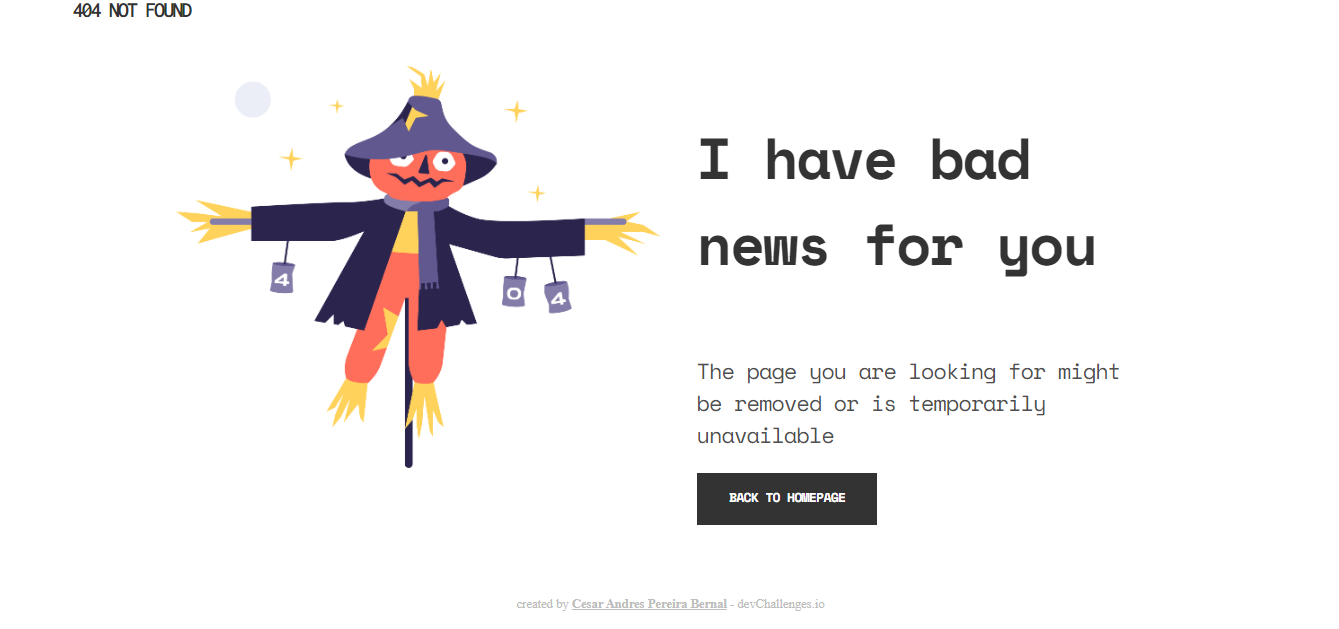 404 NOT FOUND
4
0
4
I have bad
news for you
The page you are looking for might
be removed or is temporarily
unavailable
BACK TO HOMEPAGE
created by Cesar Andres Pereira Bernal - devChallenges.io